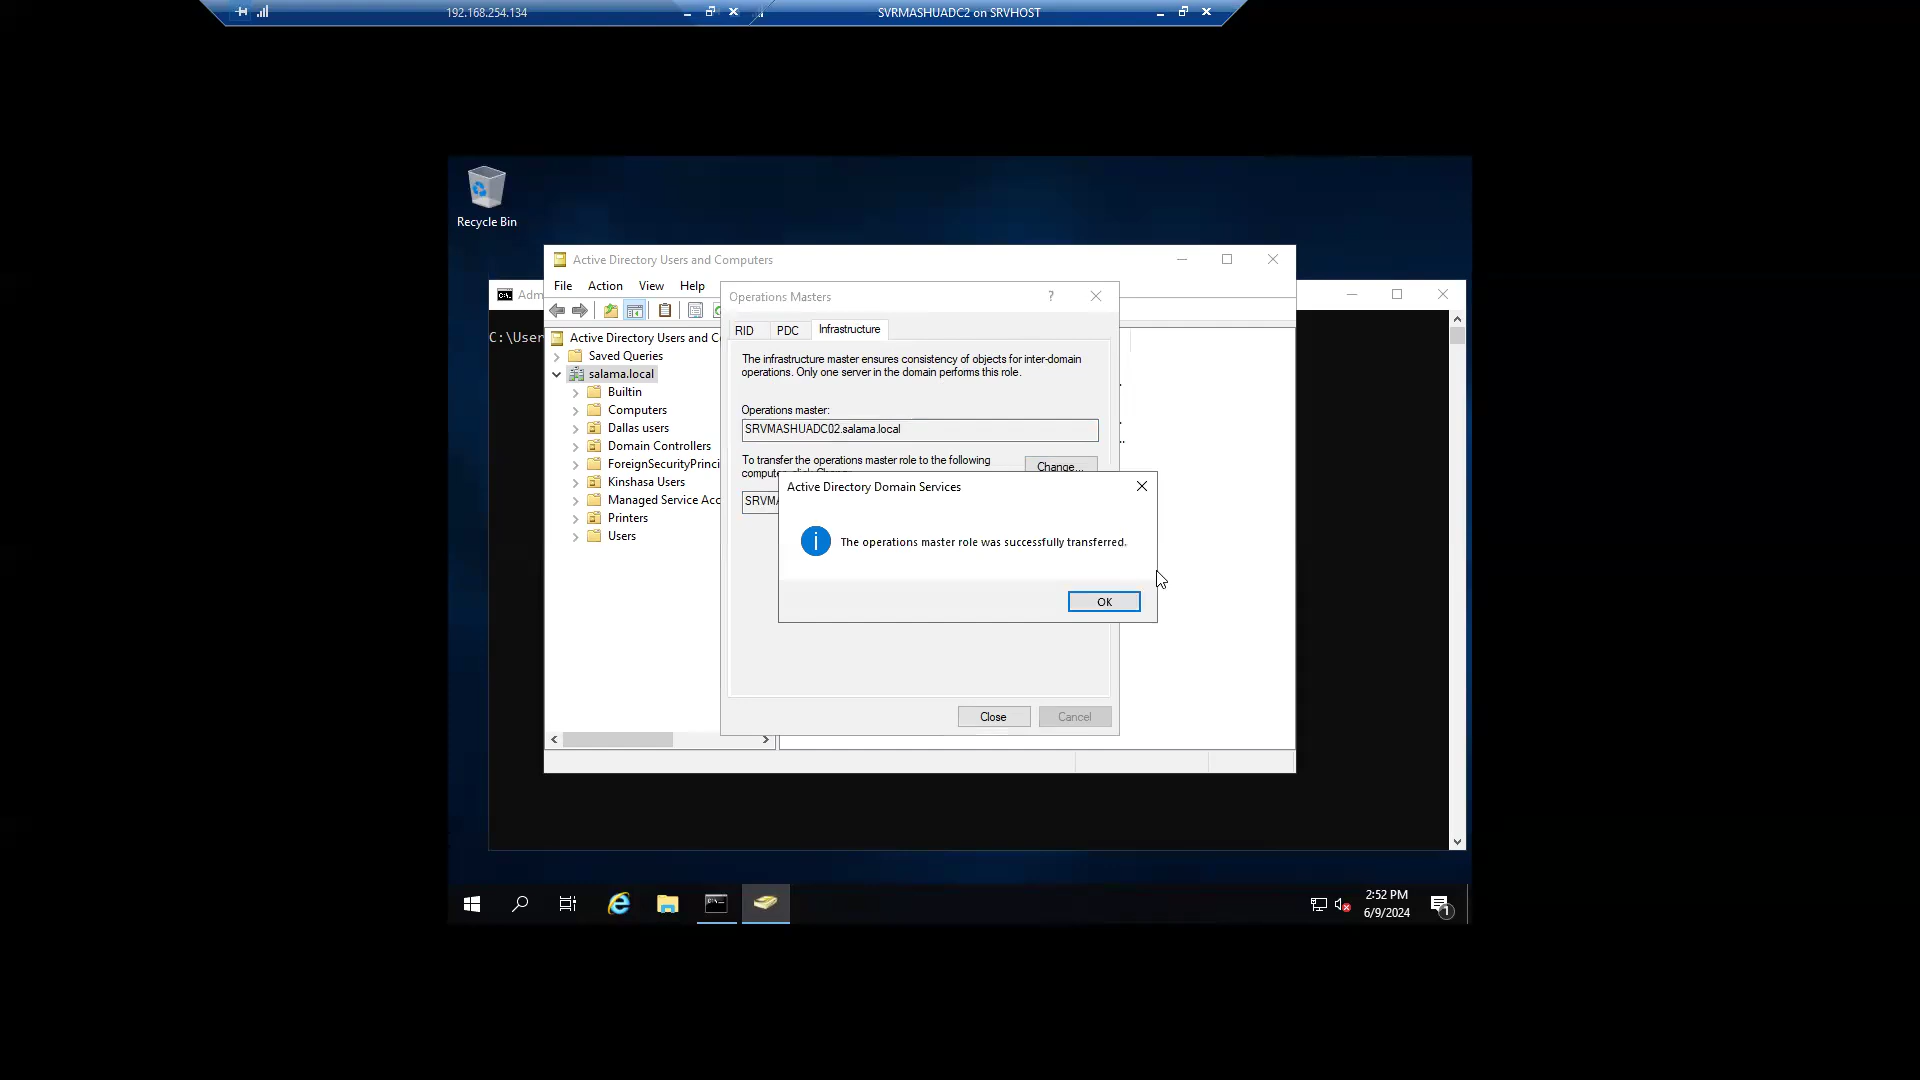 192.168.254.134
SVRMASHUADC2 on SRVHOST
Recycle Bin
Active Directory Users and Computers
File Action View Help
Adm
C:\User
Active Directory Users and Co
Saved Queries
salama.local
Builtin
Computers
Dallas users
Domain Controllers
ForeignSecurityPrinci
Kinshasa Users
Managed Service Acc
Printers
Users
Operations Masters
?
RID PDC Infrastructure
The infrastructure master ensures consistency of objects for inter-domain
operations. Only one server in the domain performs this role.
Operations master:
SRVMASHUADC02.salama.local
To transfer the operations master role to the following
Change...
SRVMA
Active Directory Domain Services
The operations master role was successfully transferred.
OK
Close Cancel
2:52 PM
6/9/2024
1